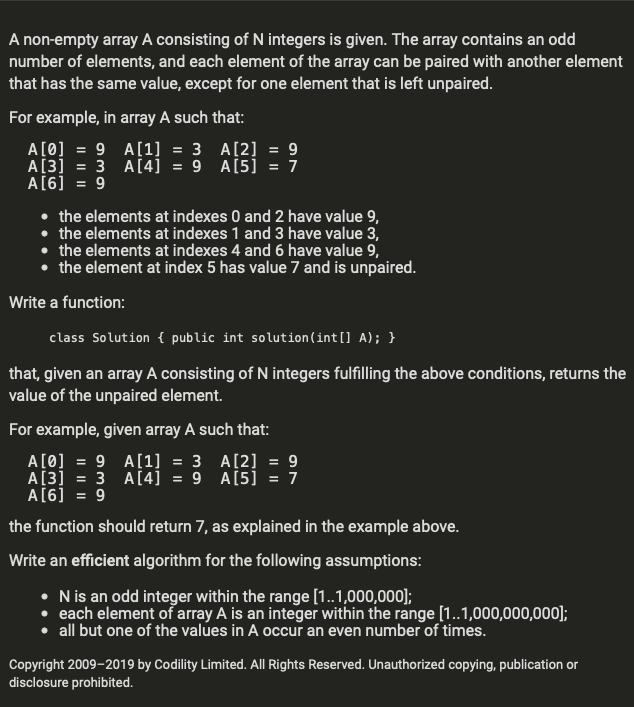 A non-empty array A consisting of N integers is given. The array contains an odd
number of elements, and each element of the array can be paired with another element
that has the same value, except for one element that is left unpaired.
For example, in array A such that:
A[0] = 9 A[1] = 3 A[2] = 9
A[3] = 3 A[4] = 9 A[5] = 7
A[6] = 9
• the elements at indexes 0 and 2 have value 9,
• the elements at indexes 1 and 3 have value 3,
• the elements at indexes 4 and 6 have value 9,
• the element at index 5 has value 7 and is unpaired.
Write a function:
class Solution { public int solution(int[] A); }
that, given an array A consisting of N integers fulfilling the above conditions, returns the
value of the unpaired element.
For example, given array A such that:
A[0] = 9 A[1] = 3 A[2] = 9
A[3] = 3 A[4] = 9 A[5] = 7
A[6] = 9
the function should return 7, as explained in the example above.
Write an efficient algorithm for the following assumptions:
• N is an odd integer within the range [1..1,000,000];
• each element of array A is an integer within the range [1..1,000,000,000];
• all but one of the values in A occur an even number of times.
Copyright 2009–2019 by Codility Limited. All Rights Reserved. Unauthorized copying, publication or
disclosure prohibited.